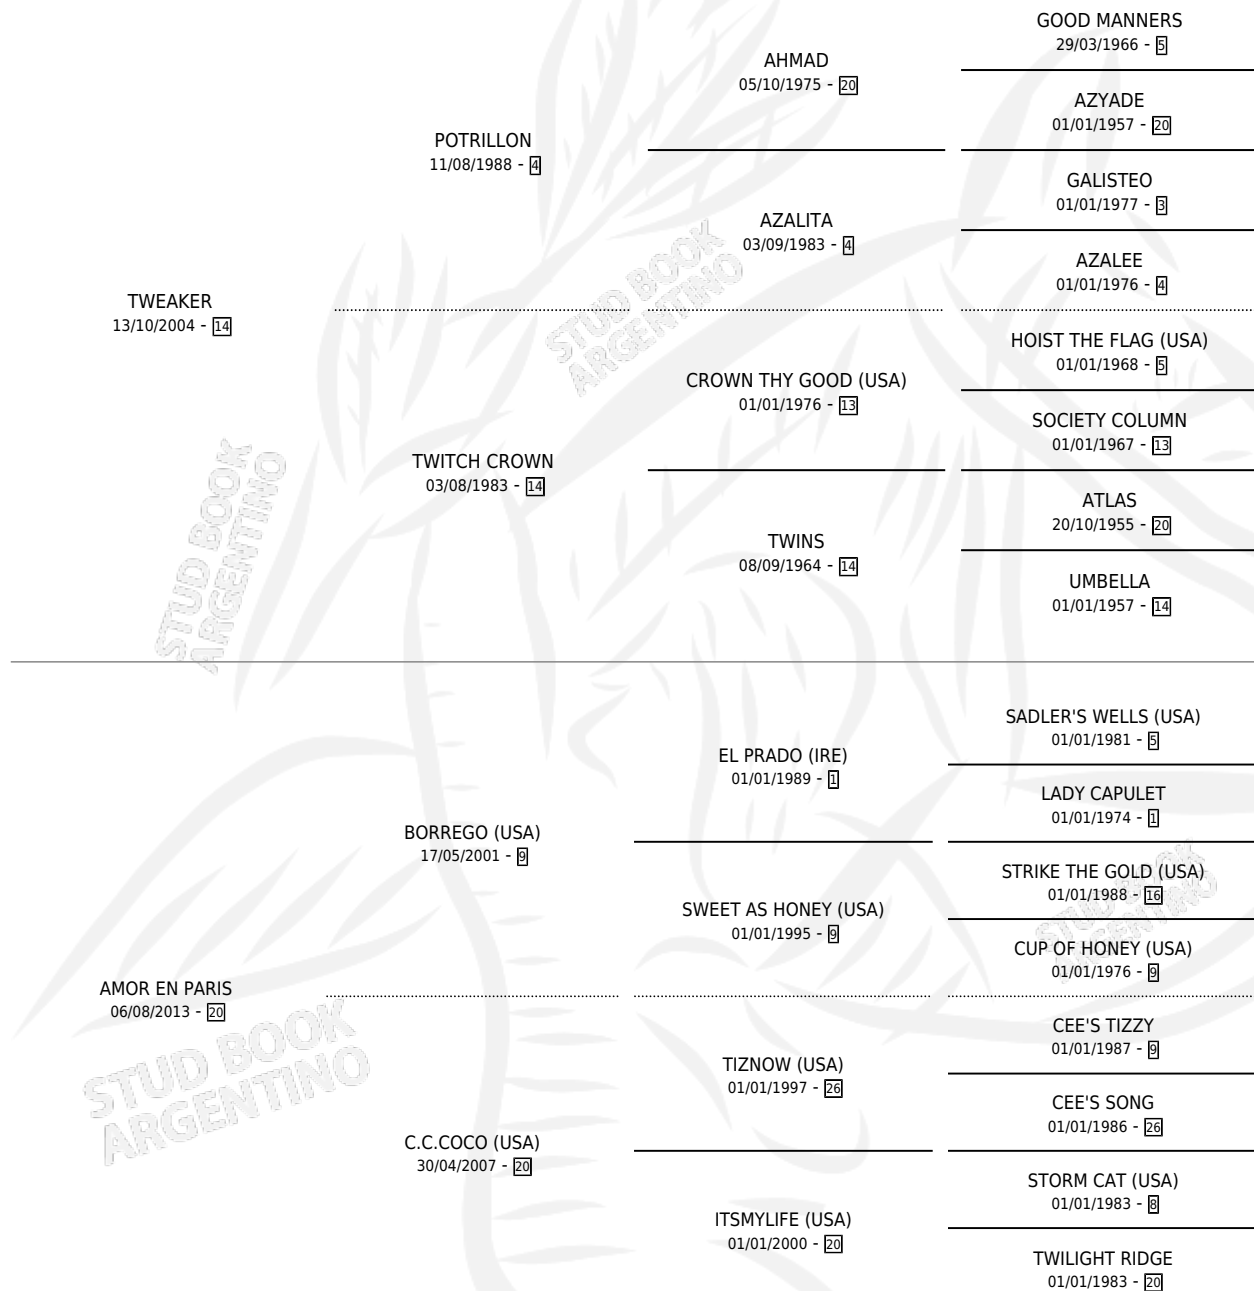 GOOD MANNERS
29/03/1966 - 5
AHMAD
05/10/1975 - 20
AZYADE
01/01/1957 - 20
POTRILLON
11/08/1988 - 4
GALISTEO
01/01/1977 - 3
AZALITA
03/09/1983 - 4
AZALEE
01/01/1976 - 4
TWEAKER
13/10/2004 - 14
HOIST THE FLAG (USA)
01/01/1968 - 5
CROWN THY GOOD (USA)
01/01/1976 - 13
SOCIETY COLUMN
01/01/1967 - 13
TWITCH CROWN
03/08/1983 - 14
ATLAS
20/10/1955 - 20
TWINS
08/09/1964 - 14
UMBELLA
01/01/1957 - 14
STUD BOOK
ARGENTINO
STUD BOOK
ARGENTINO
SADLER'S WELLS (USA)
01/01/1981 - 5
EL PRADO (IRE)
01/01/1989 - 1
LADY CAPULET
01/01/1974 - 1
BORREGO (USA)
17/05/2001 - 9
STRIKE THE GOLD (USA)
01/01/1988 - 16
SWEET AS HONEY (USA)
01/01/1995 - 9
CUP OF HONEY (USA)
01/01/1976 - 9
STUD BOOK
ARGENTINO
AMOR EN PARIS
06/08/2013 - 20
CEE'S TIZZY
01/01/1987 - 9
TIZNOW (USA)
01/01/1997 - 26
CEE'S SONG
01/01/1986 - 26
C.C.COCO (USA)
30/04/2007 - 20
STORM CAT (USA)
01/01/1983 - 8
ITSMYLIFE (USA)
01/01/2000 - 20
TWILIGHT RIDGE
01/01/1983 - 20
STUD BOOK
ARGENTINO